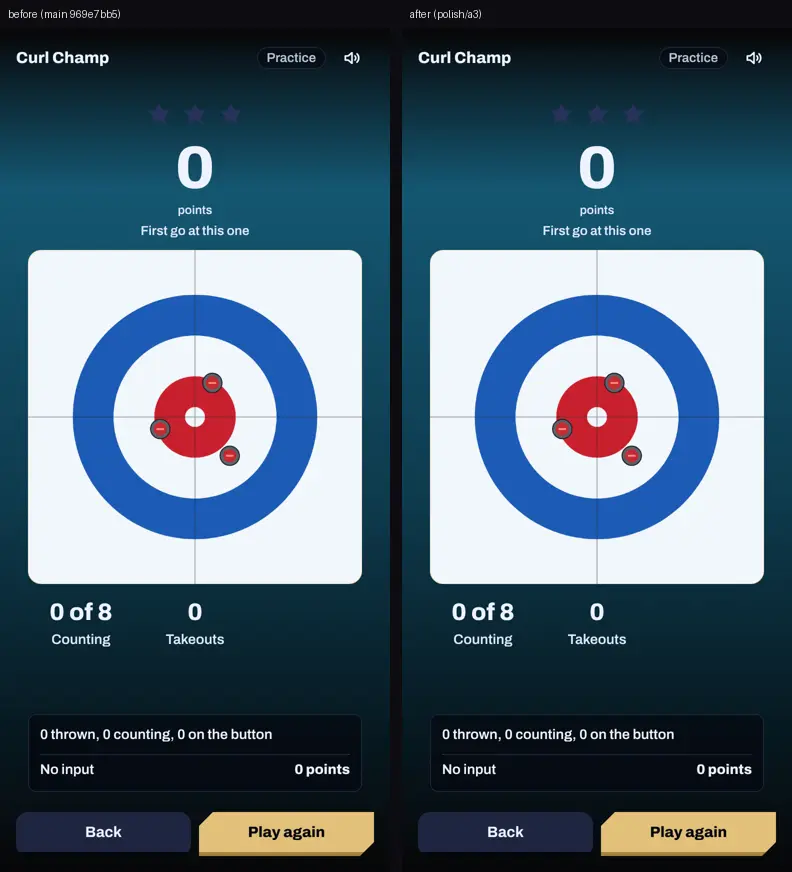 before (main 969e7bb5)
Curl Champ
Practice
0
points
First go at this one
0 of 8
Counting
0
Takeouts
0 thrown, 0 counting, 0 on the button
No input
0 points
Back
Play again
after (polish/a3)
Curl Champ
Practice
0
points
First go at this one
0 of 8
Counting
0
Takeouts
0 thrown, 0 counting, 0 on the button
No input
0 points
Back
Play again